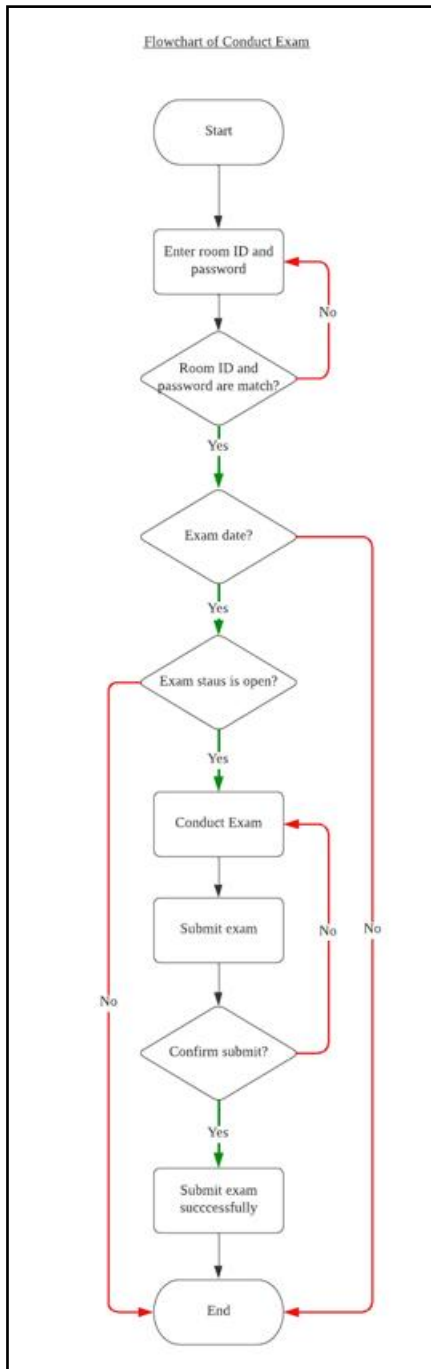 Flowchart of Conduct Exam
Start
Enter room ID and
password
No
Room ID and
password are match?
Yes
Exam date?
Yes
Exam staus is open?
Yes
Conduct Exam
Submit exam
No
No
No
Confirm submit?
Yes
Submit exam
succcessfully
End